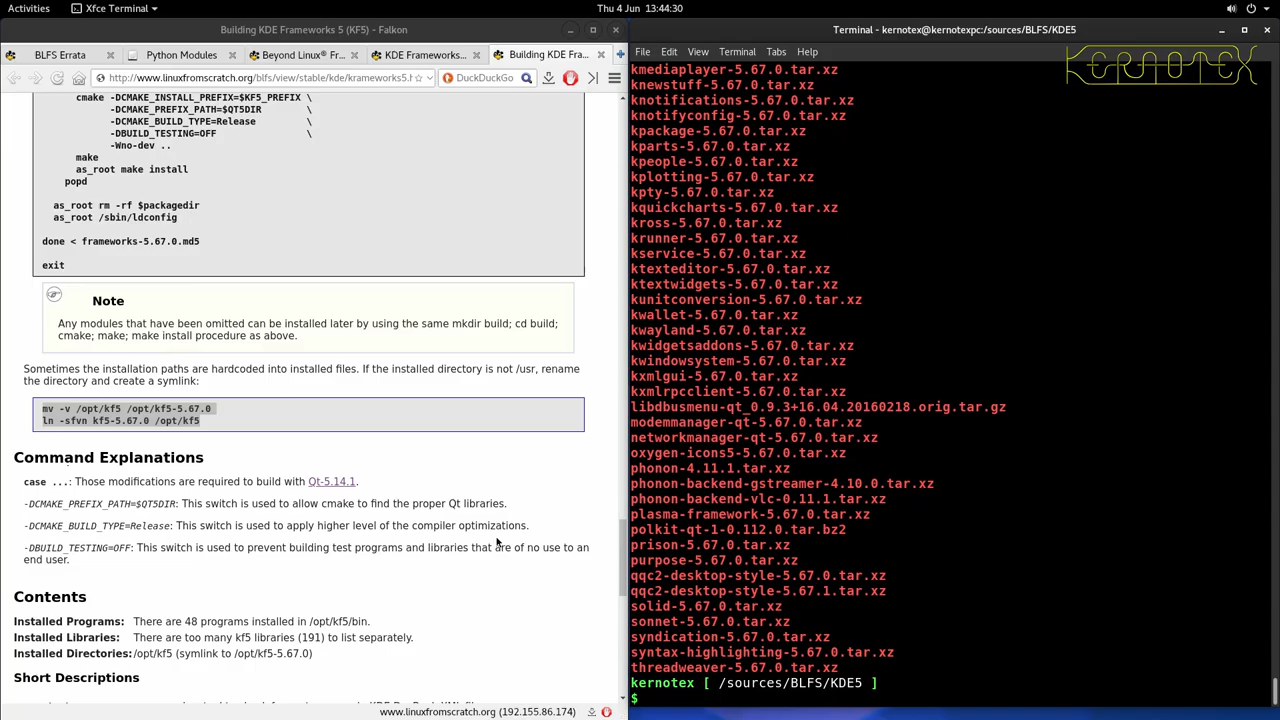 Activities
Xfce Terminal
Thu 4 Jun 13:44:30
Building KDE Frameworks 5 (KF5) - Falkon
BLFS Errata
Python Modules
Beyond Linux® Fr...
KDE Frameworks...
Building KDE Fra...
http://www.linuxfromscratch.org/blfs/view/stable/kde/krameworks5.h
DuckDuckGo
cmake -DCMAKE_INSTALL_PREFIX=$KF5_PREFIX \
-DCMAKE_PREFIX_PATH=$QT5DIR \
-DCMAKE_BUILD_TYPE=Release \
-DBUILD_TESTING=OFF \
-Wno-dev ..
make
as_root make install
popd
as_root rm -rf $packagedir
as_root /sbin/ldconfig
done < frameworks-5.67.0.md5
exit
Note
Any modules that have been omitted can be installed later by using the same mkdir build; cd build;
cmake; make; make install procedure as above.
Sometimes the installation paths are hardcoded into installed files. If the installed directory is not /usr, rename
the directory and create a symlink:
mv -v /opt/kf5 /opt/kf5-5.67.0
ln -sfvn kf5-5.67.0 /opt/kf5
Command Explanations
case ...: Those modifications are required to build with Qt-5.14.1.
-DCMAKE_PREFIX_PATH=$QT5DIR: This switch is used to allow cmake to find the proper Qt libraries.
-DCMAKE_BUILD_TYPE=Release: This switch is used to apply higher level of the compiler optimizations.
-DBUILD_TESTING=OFF: This switch is used to prevent building test programs and libraries that are of no use to an
end user.
Contents
Installed Programs: There are 48 programs installed in /opt/kf5/bin.
Installed Libraries: There are too many kf5 libraries (191) to list separately.
Installed Directories: /opt/kf5 (symlink to /opt/kf5-5.67.0)
Short Descriptions
www.linuxfromscratch.org (192.155.86.174)
Terminal - kernotex@kernotexpc:/sources/BLFS/KDE5
File Edit View Terminal Tabs Help
KERNOTEX
kmediaplayer-5.67.0.tar.xz
knewstuff-5.67.0.tar.xz
knotifications-5.67.0.tar.xz
knotifyconfig-5.67.0.tar.xz
kpackage-5.67.0.tar.xz
kparts-5.67.0.tar.xz
kpeople-5.67.0.tar.xz
kplotting-5.67.0.tar.xz
kpty-5.67.0.tar.xz
kquickcharts-5.67.0.tar.xz
kross-5.67.0.tar.xz
krunner-5.67.0.tar.xz
kservice-5.67.0.tar.xz
ktexteditor-5.67.0.tar.xz
ktextwidgets-5.67.0.tar.xz
kunitconversion-5.67.0.tar.xz
kwallet-5.67.0.tar.xz
kwayland-5.67.0.tar.xz
kwidgetsaddons-5.67.0.tar.xz
kwindowsystem-5.67.0.tar.xz
kxmlgui-5.67.0.tar.xz
kxmlrpcclient-5.67.0.tar.xz
libdbusmenu-qt_0.9.3+16.04.20160218.orig.tar.gz
modemmanager-qt-5.67.0.tar.xz
networkmanager-qt-5.67.0.tar.xz
oxygen-icons5-5.67.0.tar.xz
phonon-4.11.1.tar.xz
phonon-backend-gstreamer-4.10.0.tar.xz
phonon-backend-vlc-0.11.1.tar.xz
plasma-framework-5.67.0.tar.xz
polkit-qt-1-0.112.0.tar.bz2
prison-5.67.0.tar.xz
purpose-5.67.0.tar.xz
qqc2-desktop-style-5.67.0.tar.xz
qqc2-desktop-style-5.67.1.tar.xz
solid-5.67.0.tar.xz
sonnet-5.67.0.tar.xz
syndication-5.67.0.tar.xz
syntax-highlighting-5.67.0.tar.xz
threadweaver-5.67.0.tar.xz
kernotex [ /sources/BLFS/KDE5 ]
$